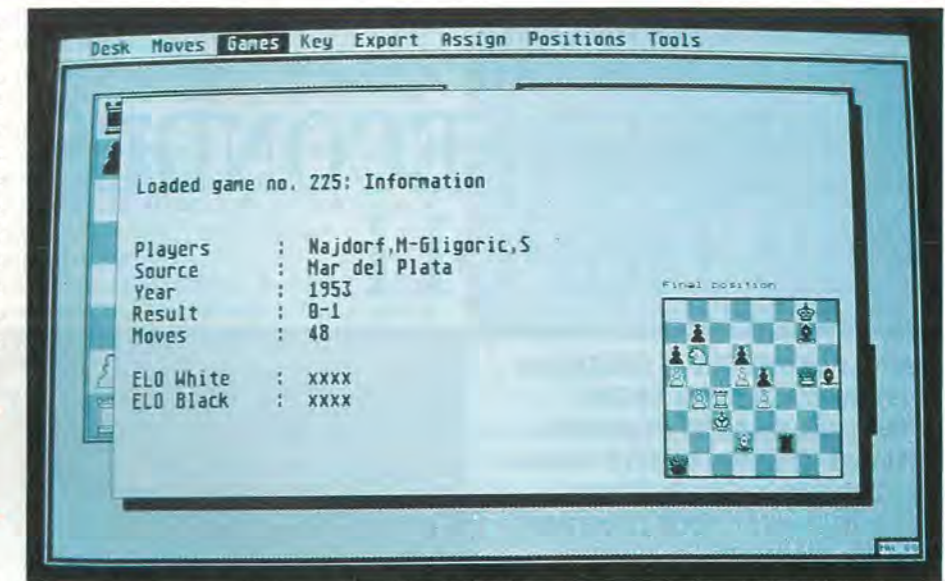 Desk Moves Games Key Export Assign Positions Tools
Loaded game no. 225: Information
Players : Najdorf,M-Gligoric,S
Source : Mar del Plata
Year : 1953
Result : 0-1
Moves : 48
ELO White : xxxx
ELO Black : xxxx
Final position